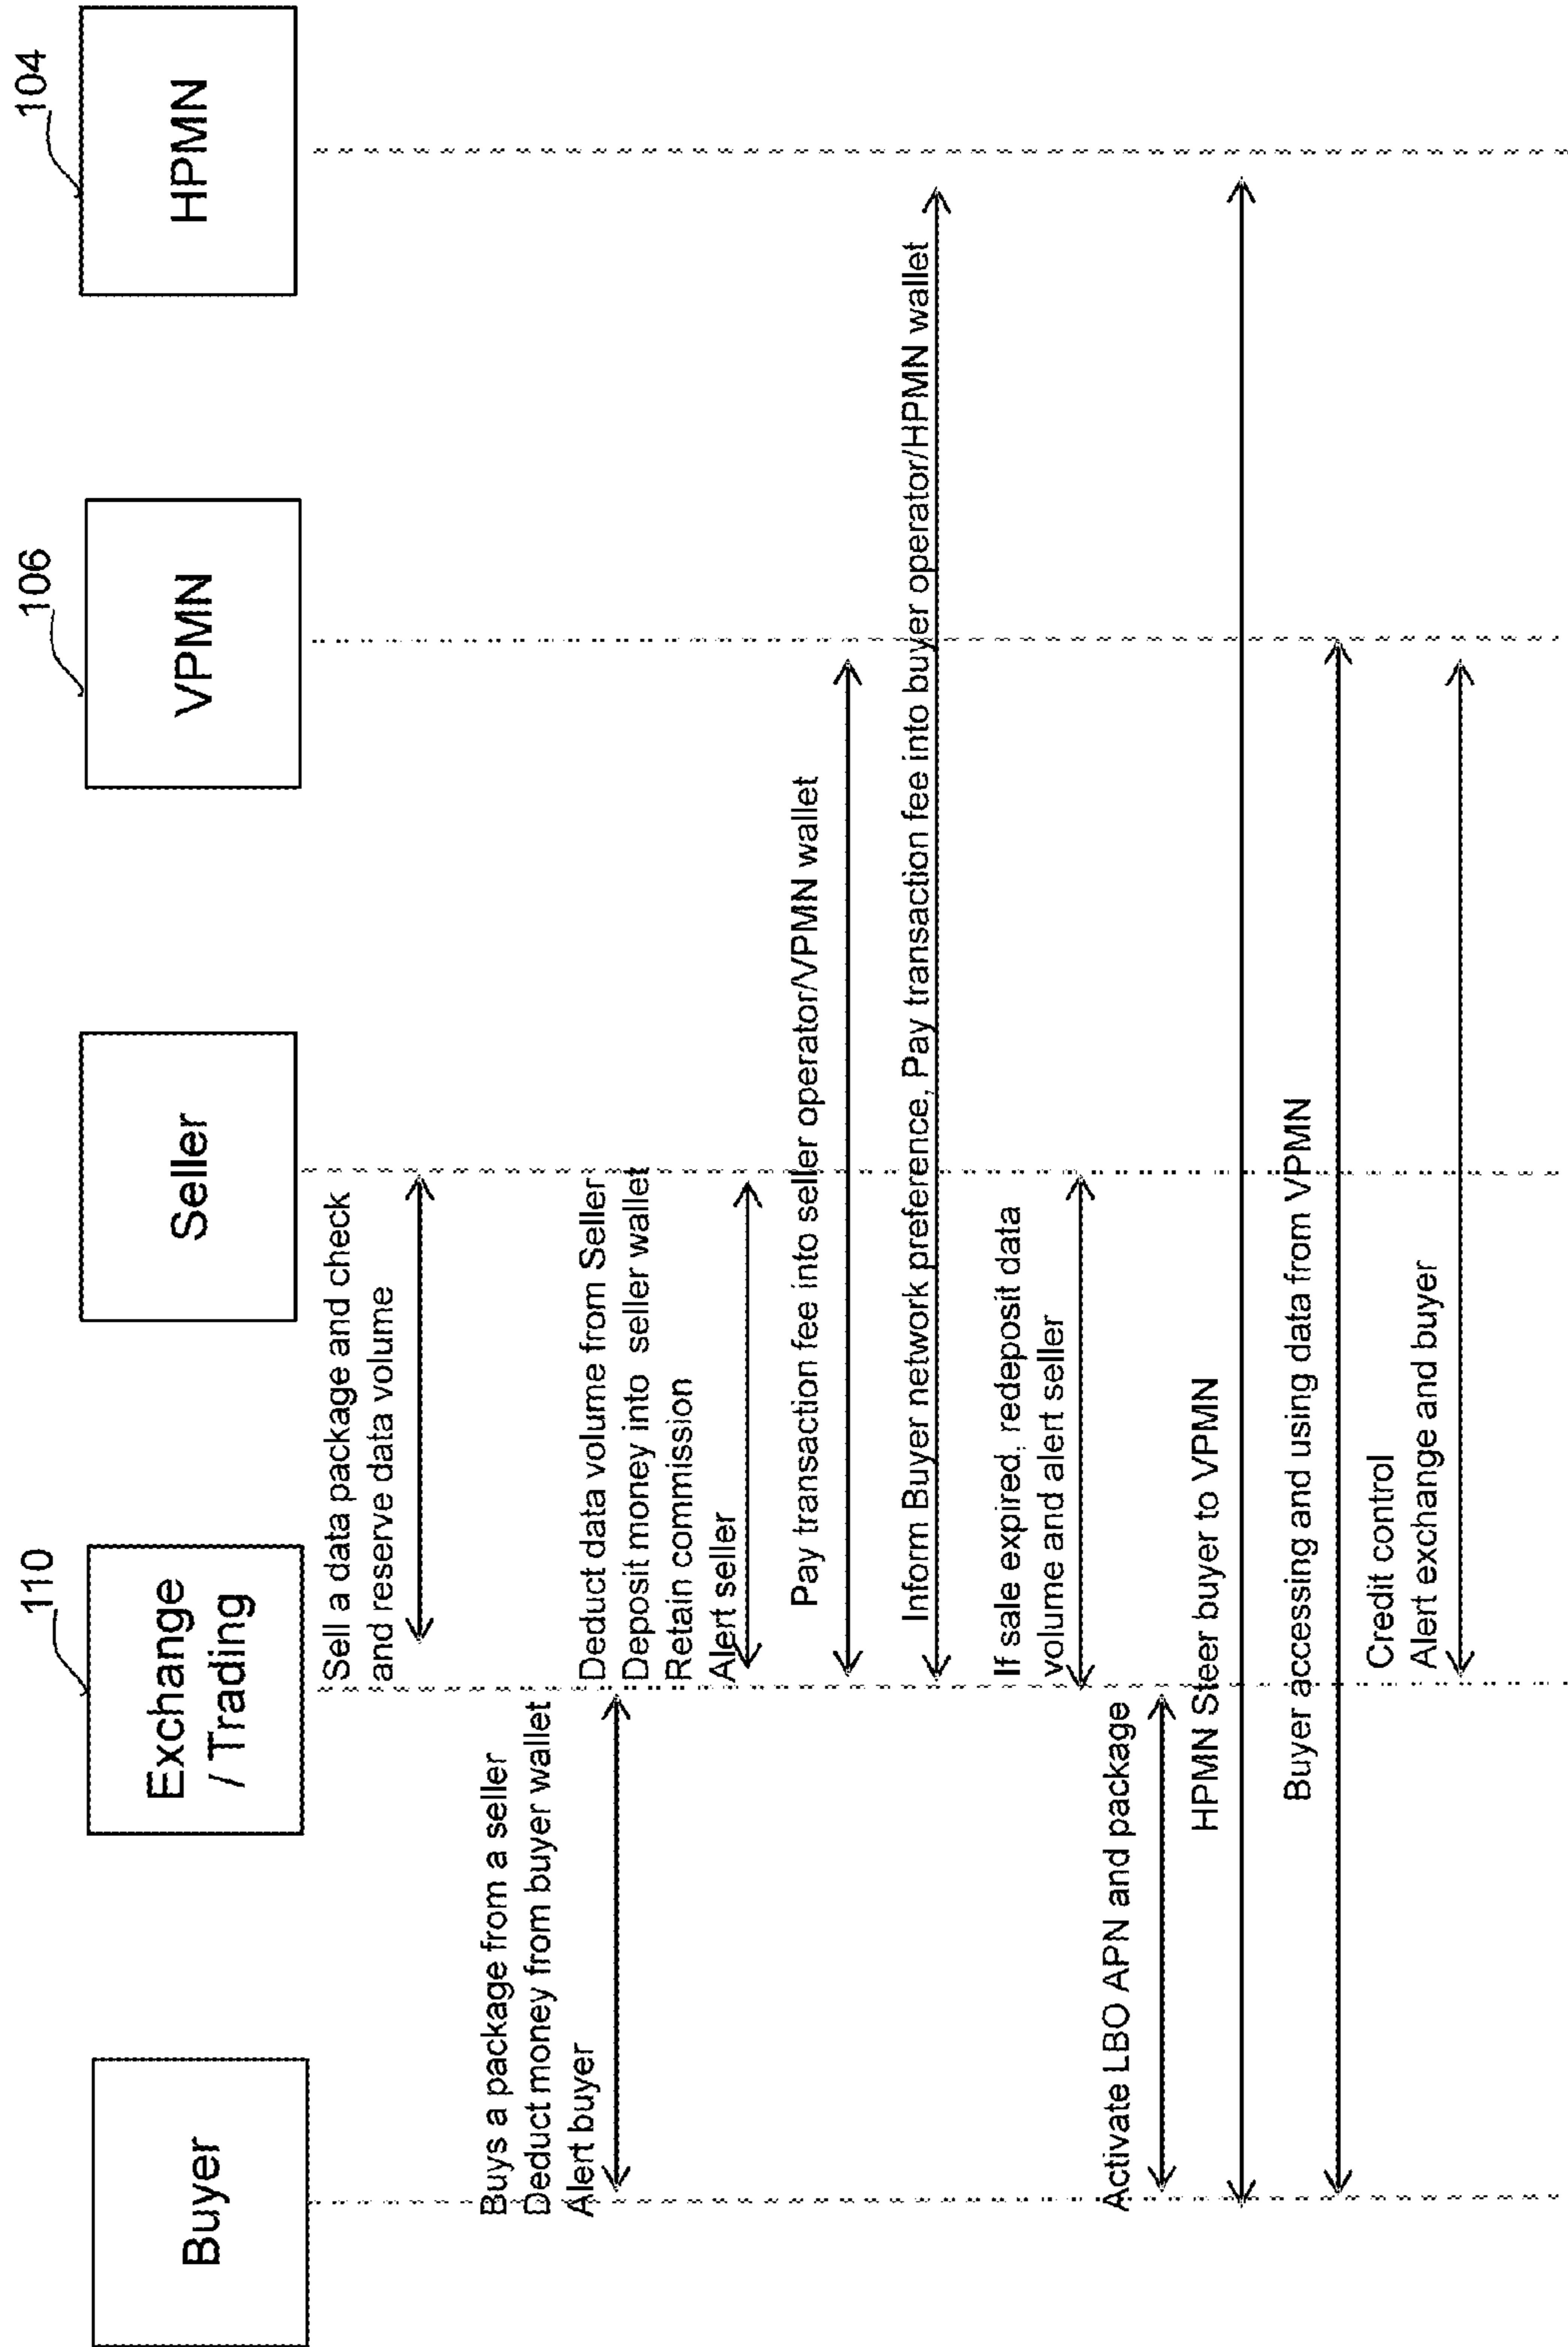 Buyer
110
Exchange
/ Trading
Seller
106
VPMN
104
HPMN
Sell a data package and check
and reserve data volume
Buys a package from a seller
Deduct money from buyer wallet
Alert buyer
Deduct data volume from Seller
Deposit money into seller wallet
Retain commission
Alert seller
Pay transaction fee into seller operator/VPMN wallet
Inform Buyer network preference, Pay transaction fee into buyer operator/HPMN wallet
If sale expired, redeposit data
volume and alert seller
Activate LBO APN and package
HPMN Steer buyer to VPMN
Buyer accessing and using data from VPMN
Credit control
Alert exchange and buyer